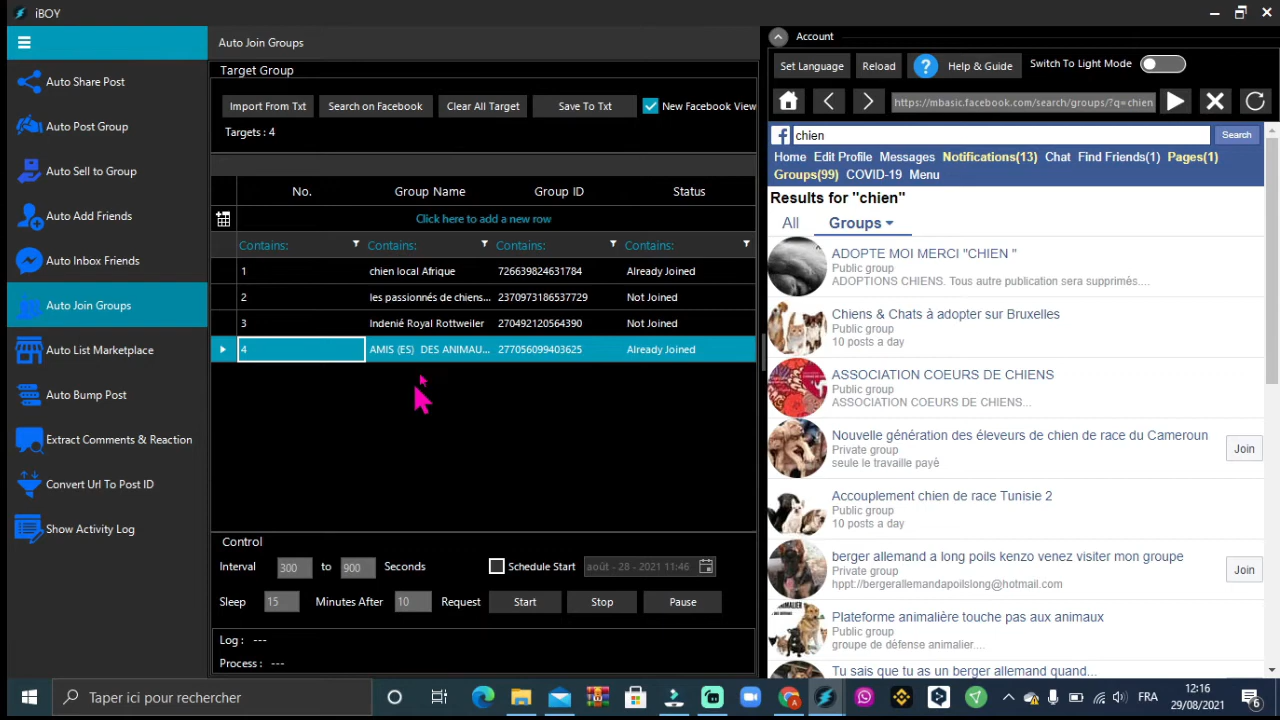 iBOY
Auto Share Post
Auto Post Group
Auto Sell to Group
Auto Add Friends
Auto Inbox Friends
Auto Join Groups
Auto List Marketplace
Auto Bump Post
Extract Comments & Reaction
Convert Url To Post ID
Show Activity Log
Auto Join Groups
Target Group
Import From Txt Search on Facebook Clear All Target Save To Txt New Facebook View
Targets : 4
No. Group Name Group ID Status
Click here to add a new row
Contains: Contains: Contains: Contains:
1 chien local Afrique 726639824631784 Already Joined
2 les passionnés de chiens... 2370973186537729 Not Joined
3 Indenié Royal Rottweiler 270492120564390 Not Joined
4 AMIS (ES) DES ANIMAU... 277056099403625 Already Joined
Control
Interval 300 to 900 Seconds Schedule Start août - 28 - 2021 11:46
Sleep 15 Minutes After 10 Request Start Stop Pause
Log : ---
Process : ---
Account
Set Language Reload ? Help & Guide Switch To Light Mode
https://mbasic.facebook.com/search/groups/?q=chien
f chien Search
Home Edit Profile Messages Notifications(13) Chat Find Friends(1) Pages(1)
Groups(99) COVID-19 Menu
Results for "chien"
All Groups
ADOPTE MOI MERCI "CHIEN "
Public group
ADOPTIONS CHIENS. Tous autre publication sera supprimés....
Chiens & Chats à adopter sur Bruxelles
Public group
10 posts a day
ASSOCIATION COEURS DE CHIENS
Public group
ASSOCIATION COEURS DE CHIENS...
Nouvelle génération des éleveurs de chien de race du Cameroun
Private group
seule le travaille payè
Join
Accouplement chien de race Tunisie 2
Public group
10 posts a day
berger allemand a long poils kenzo venez visiter mon groupe
Private group
hppt://bergerallemandapoilslong@hotmail.com
Join
Plateforme animalière touche pas aux animaux
Public group
groupe de défense animalier....
Tu sais que tu as un berger allemand quand...
Taper ici pour rechercher
FRA
12:16
29/08/2021
6